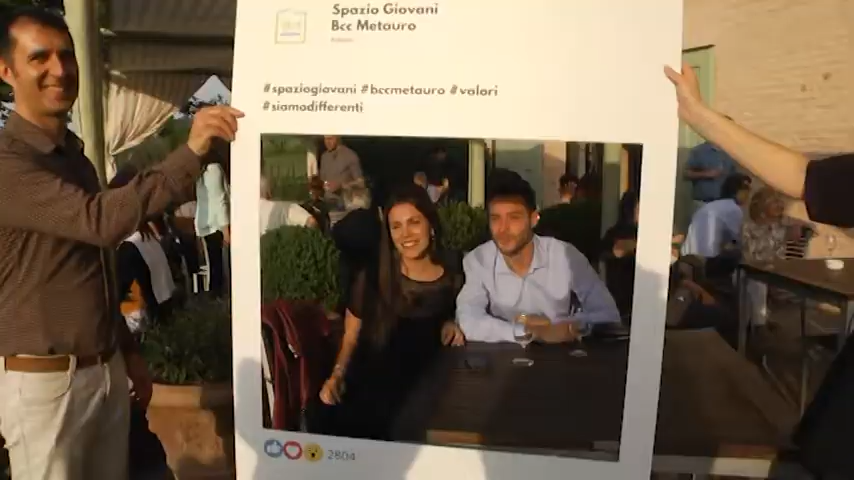 Spazio Giovani
Bcc Metauro
#spaziogiovani #bccmetauro #valori
#siamodifferenti
2804